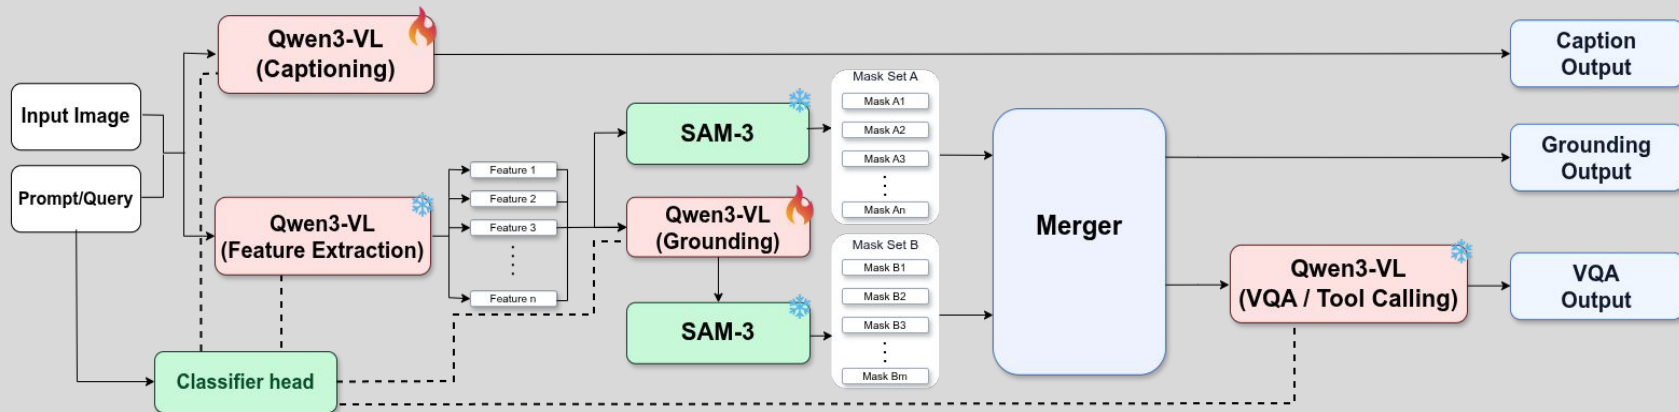 Input Image
Prompt/Query
Qwen3-VL
(Captioning)
Qwen3-VL
(Feature Extraction)
Classifier head
Feature 1
Feature 2
Feature 3
Feature n
SAM-3
Qwen3-VL
(Grounding)
SAM-3
Mask Set A
Mask A1
Mask A2
Mask A3
Mask An
Mask Set B
Mask B1
Mask B2
Mask B3
Mask Bm
Merger
Qwen3-VL
(VQA / Tool Calling)
Caption
Output
Grounding
Output
VQA
Output